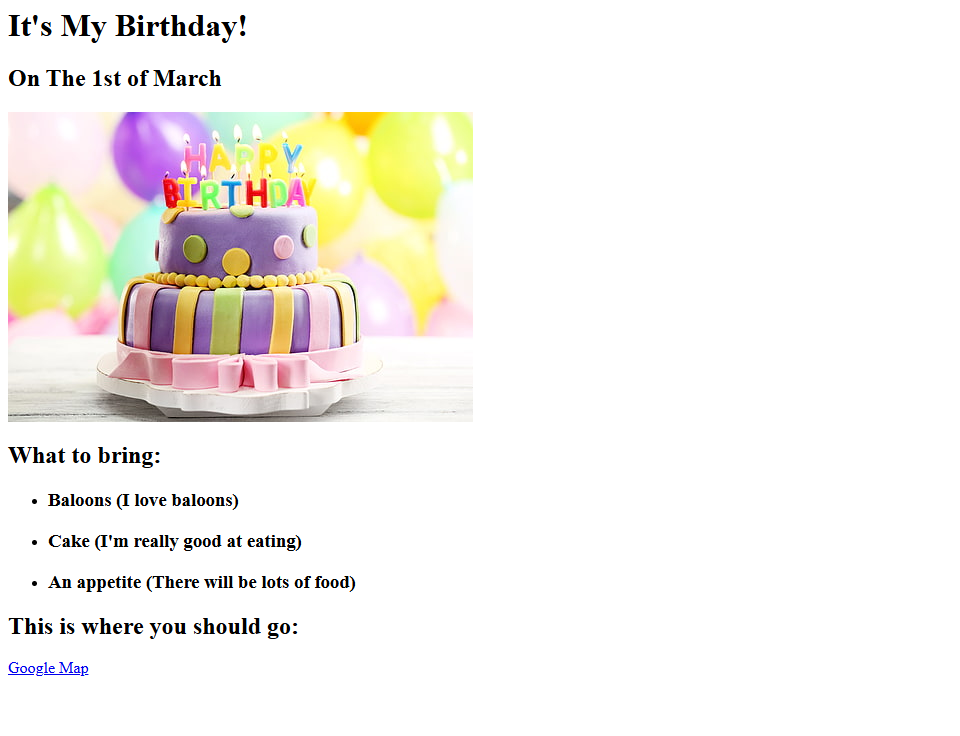 It's My Birthday!
On The 1st of March
HAPPY
BIRTHDAY
What to bring:
Baloons (I love baloons)
Cake (I'm really good at eating)
An appetite (There will be lots of food)
This is where you should go:
Google Map